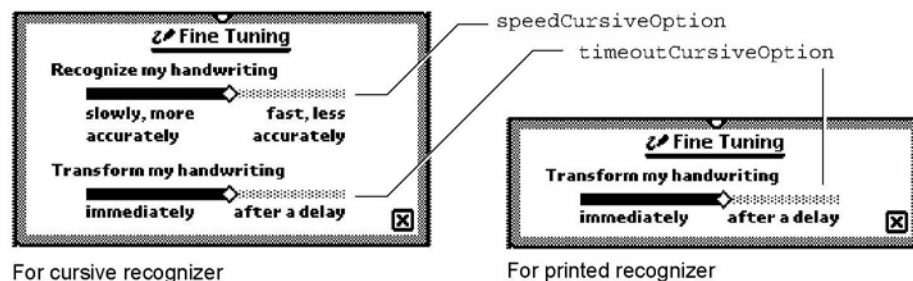 speedCursiveOption
timeoutCursiveOption
Fine Tuning
Recognize my handwriting
slowly, more fast, less
accurately accurately
Transform my handwriting
immediately after a delay
For cursive recognizer
Fine Tuning
Transform my handwriting
immediately after a delay
For printed recognizer